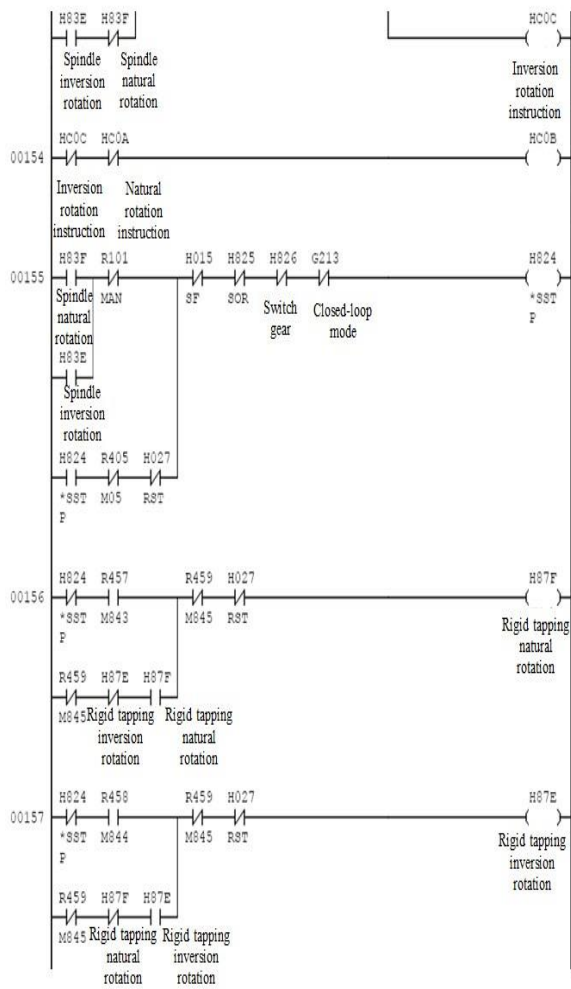 H83E H83F HC0C
Spindle Spindle
inversion natural
rotation rotation
Inversion
rotation
instruction
HC0C HC0A HC0B
00154
Inversion Natural
rotation rotation
instruction instruction
H83F R101 H015 H825 H826 G213 H824
00155
Spindle MAN SF SOR Switch Closed-loop *SST
natural gear mode P
rotation
H83E
Spindle
inversion
rotation
H824 R405 H027
*SST M05 RST
P
H824 R457 R459 H027 H87F
00156
*SST M843 M845 RST Rigid tapping
P natural
rotation
R459 H87E H87F
M845 Rigid tapping Rigid tapping
inversion natural
rotation rotation
H824 R458 R459 H027 H87E
00157
*SST M844 M845 RST Rigid tapping
P inversion
rotation
R459 H87F H87E
M845 Rigid tapping Rigid tapping
natural inversion
rotation rotation